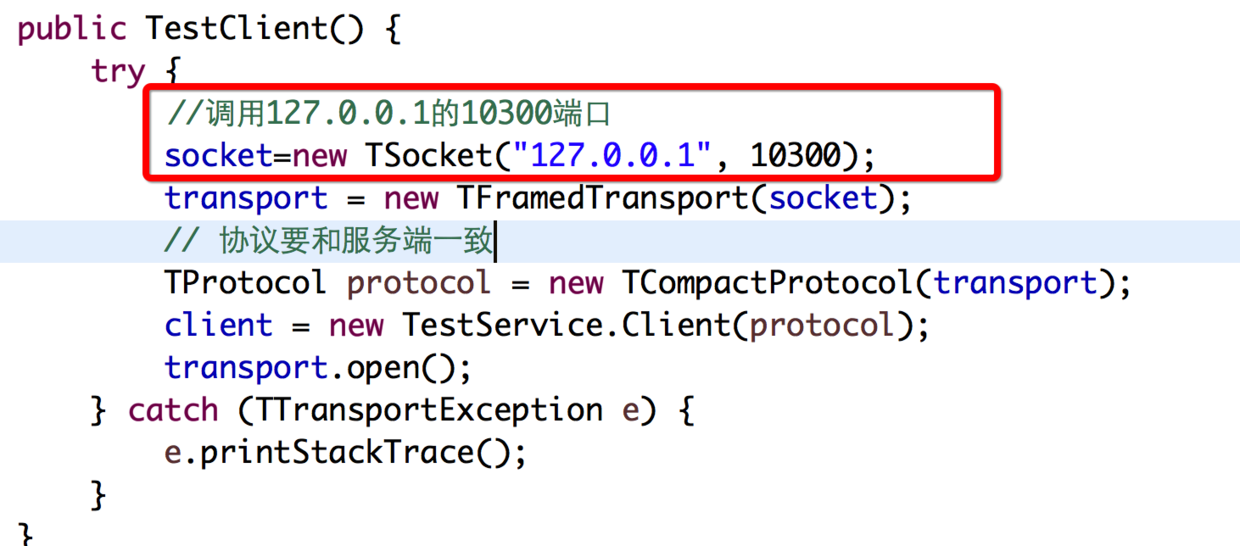 public TestClient() {
    try {
        //调用127.0.0.1的10300端口
        socket=new TSocket("127.0.0.1", 10300);
        transport = new TFramedTransport(socket);
        // 协议要和服务端一致
        TProtocol protocol = new TCompactProtocol(transport);
        client = new TestService.Client(protocol);
        transport.open();
    } catch (TTransportException e) {
        e.printStackTrace();
    }
}